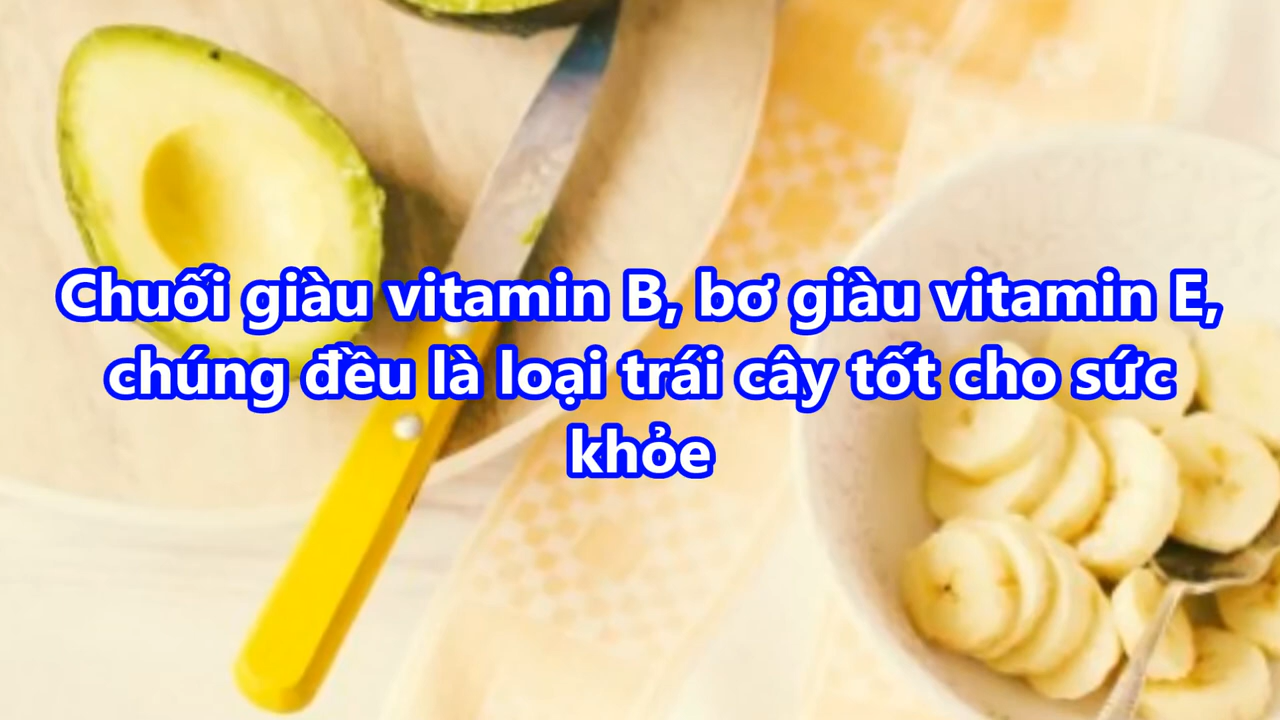 Chuối giàu vitamin B, bơ giàu vitamin E,
chúng đều là loại trái cây tốt cho sức
khỏe